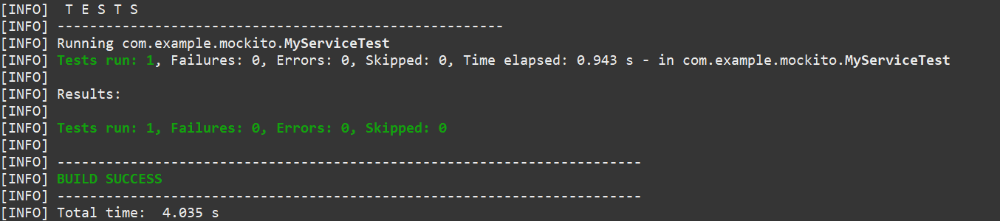 [INFO]  T E S T S
[INFO] -------------------------------------------------------
[INFO] Running com.example.mockito.MyServiceTest
[INFO] Tests run: 1, Failures: 0, Errors: 0, Skipped: 0, Time elapsed: 0.943 s - in com.example.mockito.MyServiceTest
[INFO]
[INFO] Results:
[INFO]
[INFO] Tests run: 1, Failures: 0, Errors: 0, Skipped: 0
[INFO]
[INFO] ------------------------------------------------------------------------
[INFO] BUILD SUCCESS
[INFO] ------------------------------------------------------------------------
[INFO] Total time:  4.035 s